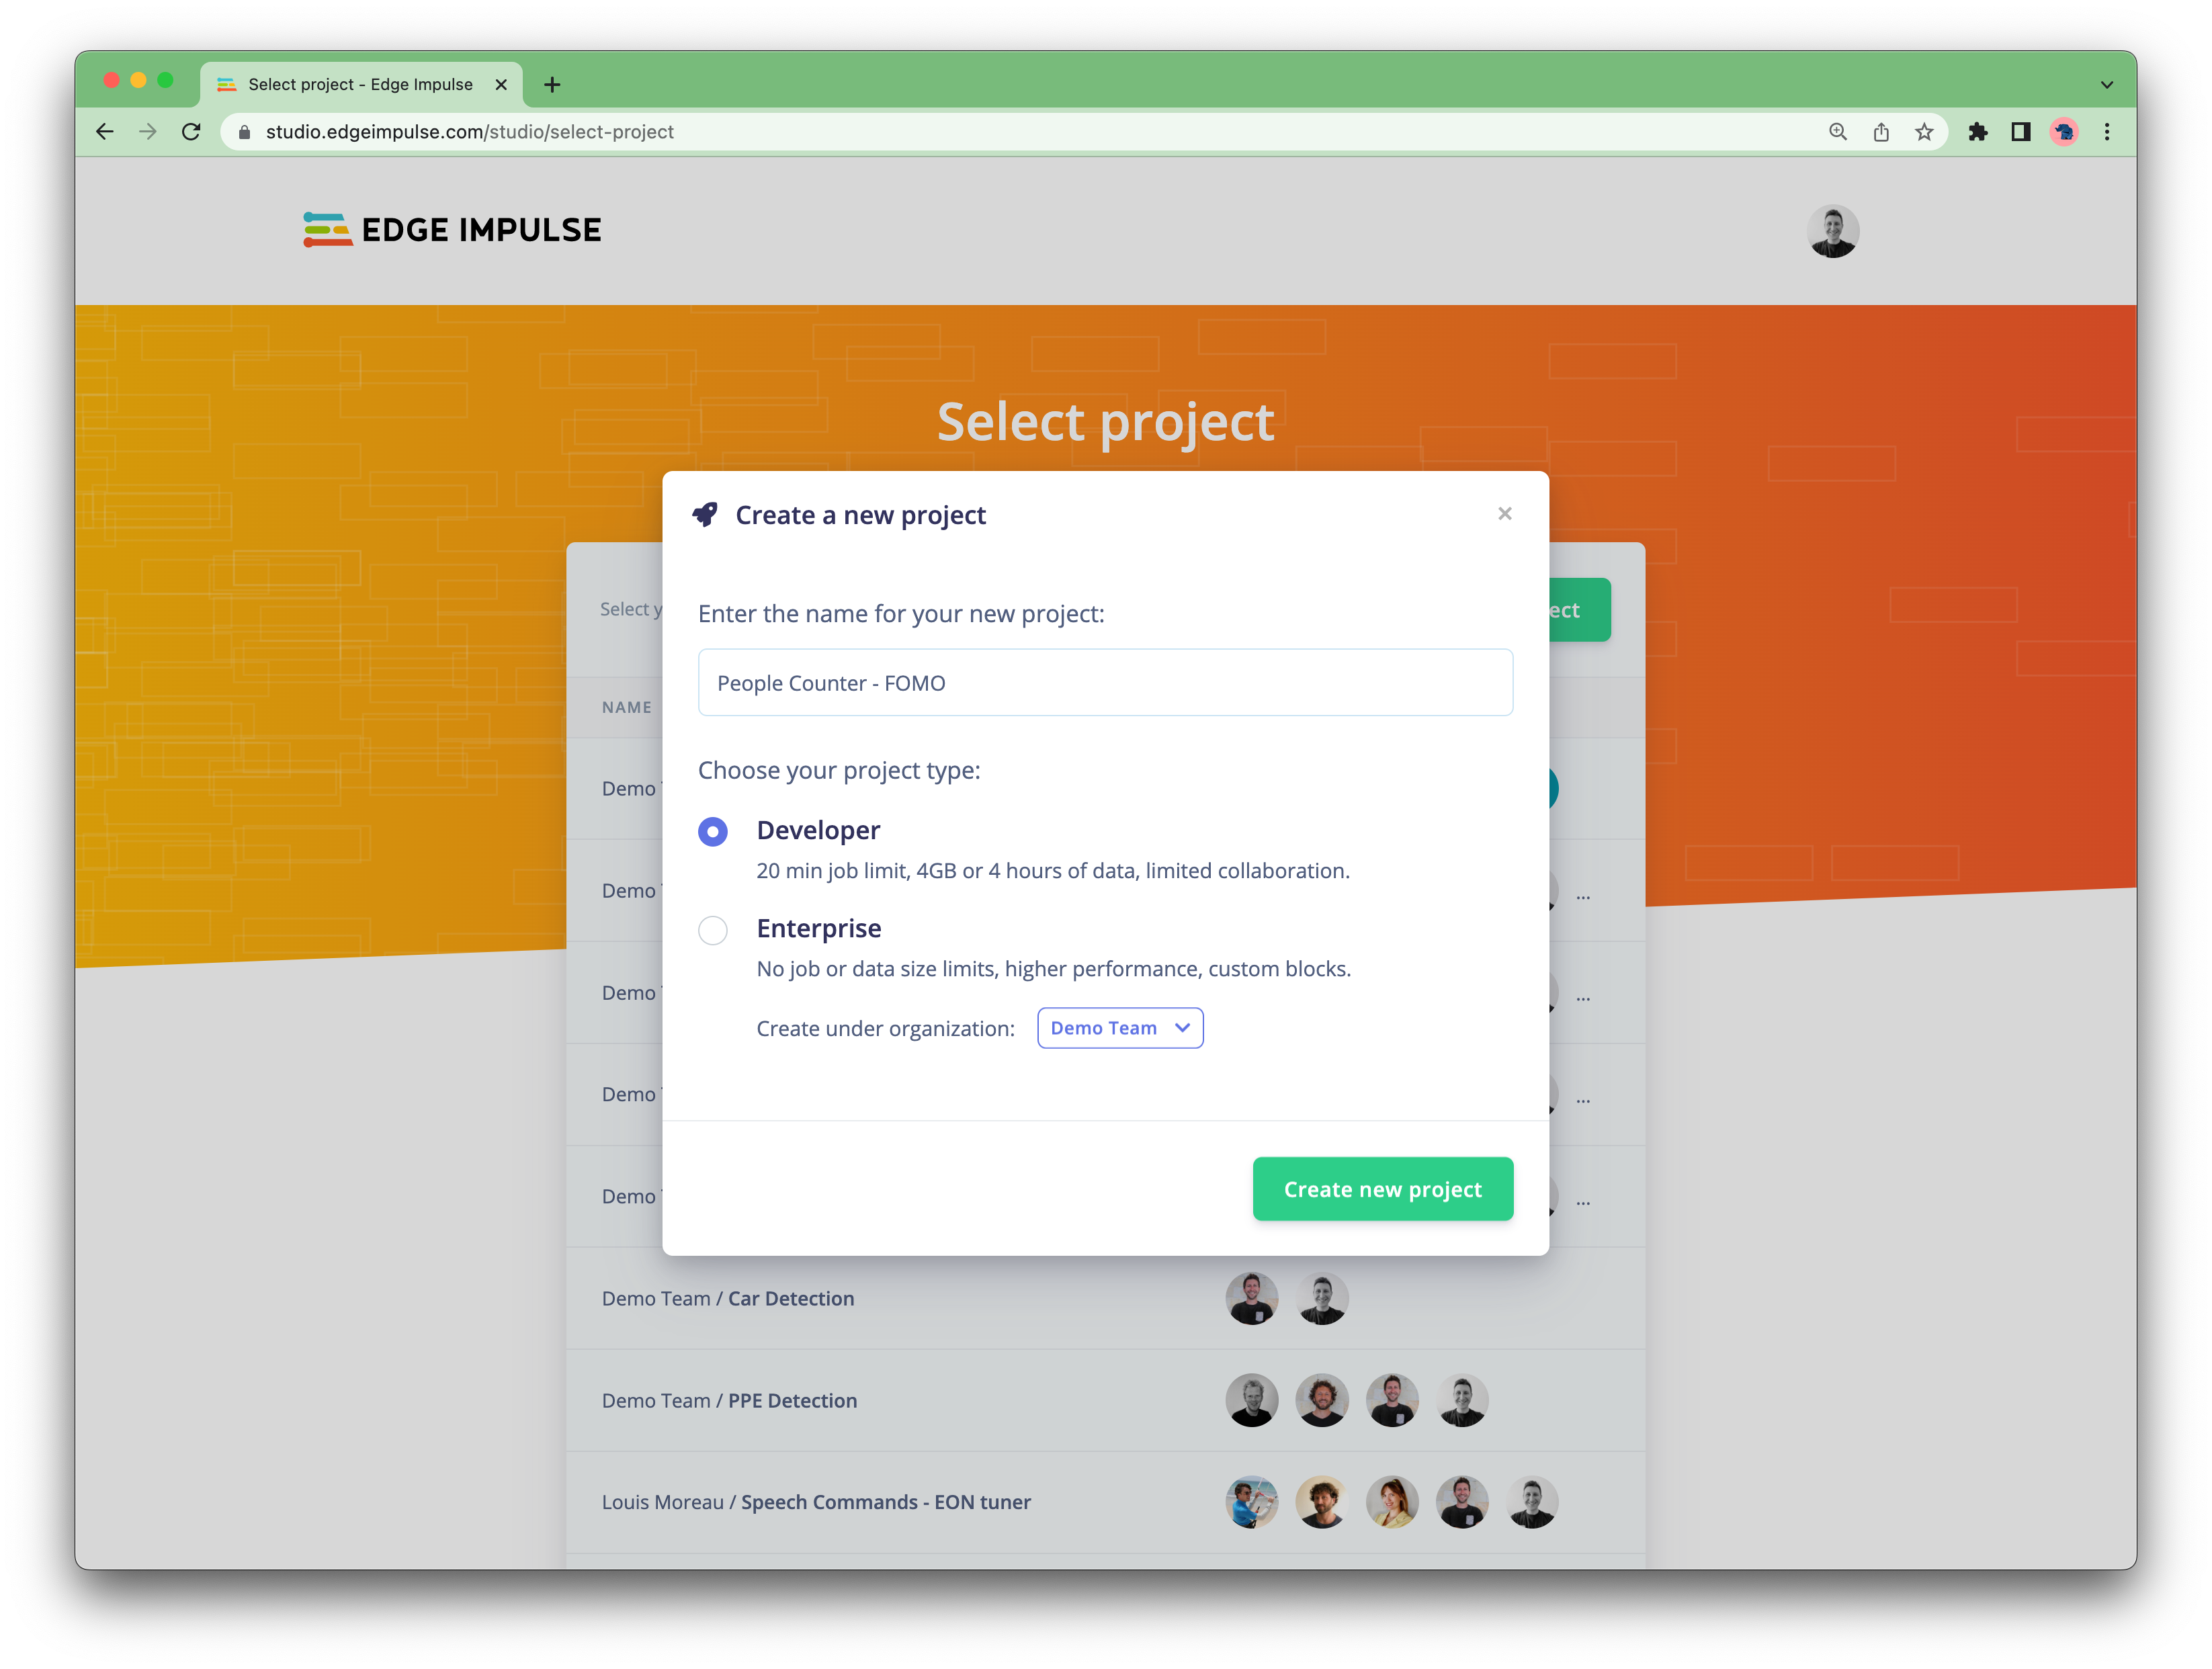 Select project - Edge Impulse
studio.edgeimpulse.com/studio/select-project
EDGE IMPULSE
Select project
Create a new project
Select y
ect
Enter the name for your new project:
People Counter - FOMO
NAME
Choose your project type:
Demo
Developer
20 min job limit, 4GB or 4 hours of data, limited collaboration.
Demo
...
Enterprise
No job or data size limits, higher performance, custom blocks.
Demo
...
Create under organization: Demo Team
Demo
...
Create new project
Demo
...
Demo Team / Car Detection
Demo Team / PPE Detection
Louis Moreau / Speech Commands - EON tuner